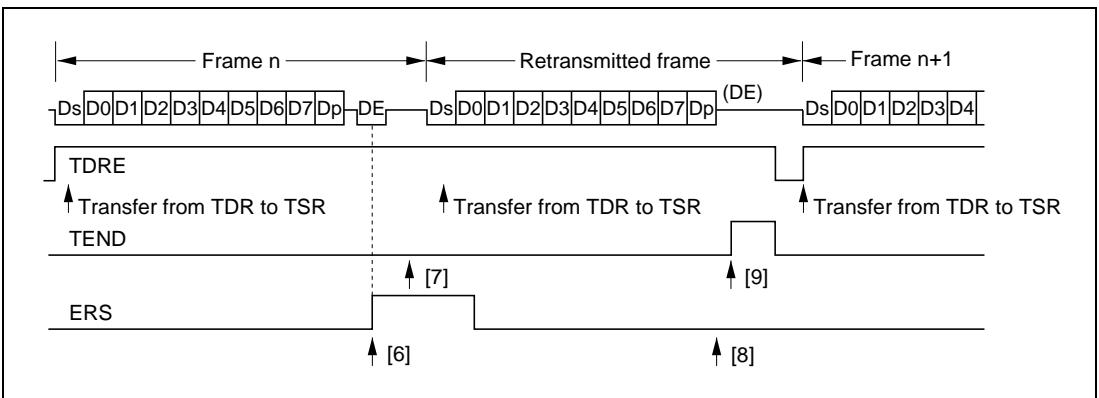 Frame n Retransmitted frame Frame n+1
Ds D0 D1 D2 D3 D4 D5 D6 D7 Dp DE Ds D0 D1 D2 D3 D4 D5 D6 D7 Dp (DE) Ds D0 D1 D2 D3 D4
TDRE
Transfer from TDR to TSR Transfer from TDR to TSR Transfer from TDR to TSR
TEND
[7] [9]
ERS
[6] [8]